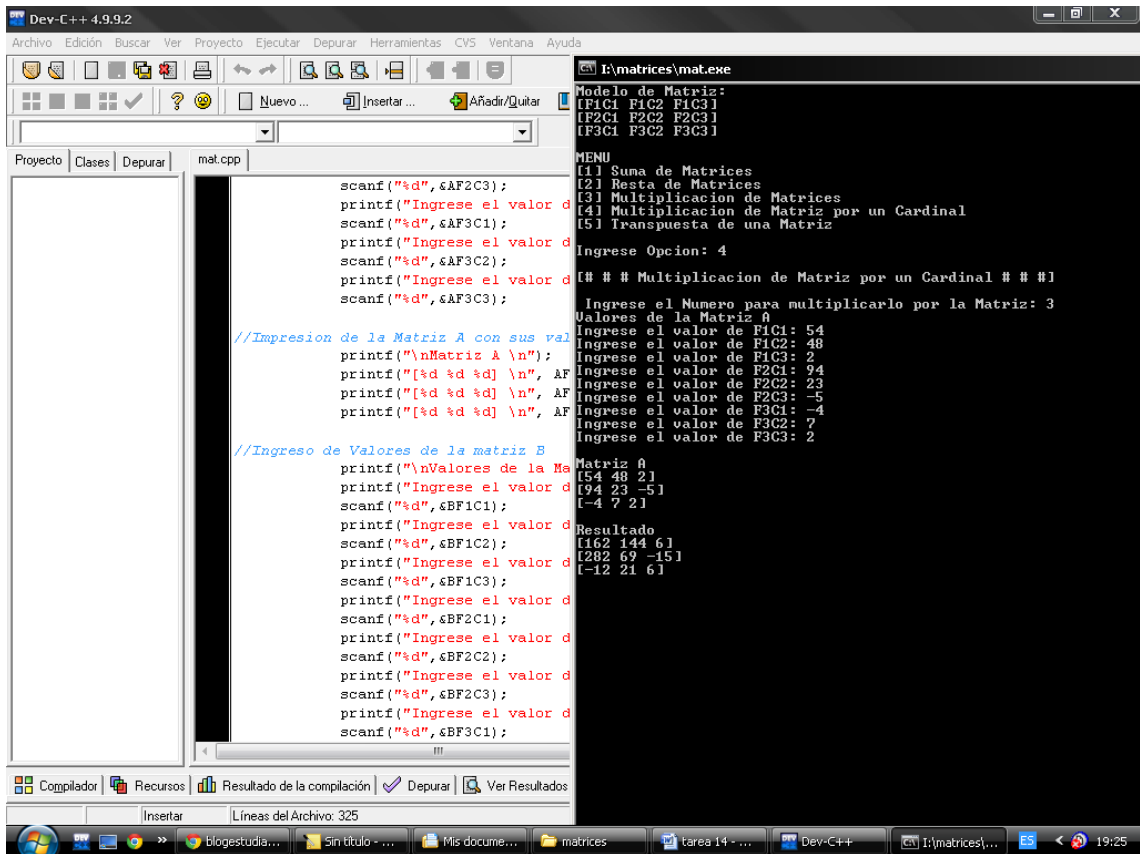 Dev-C++ 4.9.9.2
Archivo Edición Buscar Ver Proyecto Ejecutar Depurar Herramientas CVS Ventana Ayuda
Nuevo ... Insertar ... Añadir/Quitar
Proyecto Clases Depurar
mat.cpp
scanf("%d",&AF2C3);
printf("Ingrese el valor d
scanf("%d",&AF3C1);
printf("Ingrese el valor d
scanf("%d",&AF3C2);
printf("Ingrese el valor d
scanf("%d",&AF3C3);
//Impresion de la Matriz A con sus val
printf("\nMatriz A \n");
printf("[%d %d %d] \n", AF
printf("[%d %d %d] \n", AF
printf("[%d %d %d] \n", AF
//Ingreso de Valores de la matriz B
printf("\nValores de la Ma
printf("Ingrese el valor d
scanf("%d",&BF1C1);
printf("Ingrese el valor d
scanf("%d",&BF1C2);
printf("Ingrese el valor d
scanf("%d",&BF1C3);
printf("Ingrese el valor d
scanf("%d",&BF2C1);
printf("Ingrese el valor d
scanf("%d",&BF2C2);
printf("Ingrese el valor d
scanf("%d",&BF2C3);
printf("Ingrese el valor d
scanf("%d",&BF3C1);
Compilador Recursos Resultado de la compilación Depurar Ver Resultados
Insertar Líneas del Archivo: 325
I:\matrices\mat.exe
Modelo de Matriz:
[F1C1 F1C2 F1C3]
[F2C1 F2C2 F2C3]
[F3C1 F3C2 F3C3]
MENU
[1] Suma de Matrices
[2] Resta de Matrices
[3] Multiplicacion de Matrices
[4] Multiplicacion de Matriz por un Cardinal
[5] Transpuesta de una Matriz
Ingrese Opcion: 4
[# # # Multiplicacion de Matriz por un Cardinal # # #]
Ingrese el Numero para multiplicarlo por la Matriz: 3
Valores de la Matriz A
Ingrese el valor de F1C1: 54
Ingrese el valor de F1C2: 48
Ingrese el valor de F1C3: 2
Ingrese el valor de F2C1: 94
Ingrese el valor de F2C2: 23
Ingrese el valor de F2C3: -5
Ingrese el valor de F3C1: -4
Ingrese el valor de F3C2: 7
Ingrese el valor de F3C3: 2
Matriz A
[54 48 2]
[94 23 -5]
[-4 7 2]
Resultado
[162 144 6]
[282 69 -15]
[-12 21 6]
blogestudia... Sin título - ... Mis docume... matrices tarea 14 - ... Dev-C++ I:\matrices\... ES 19:25